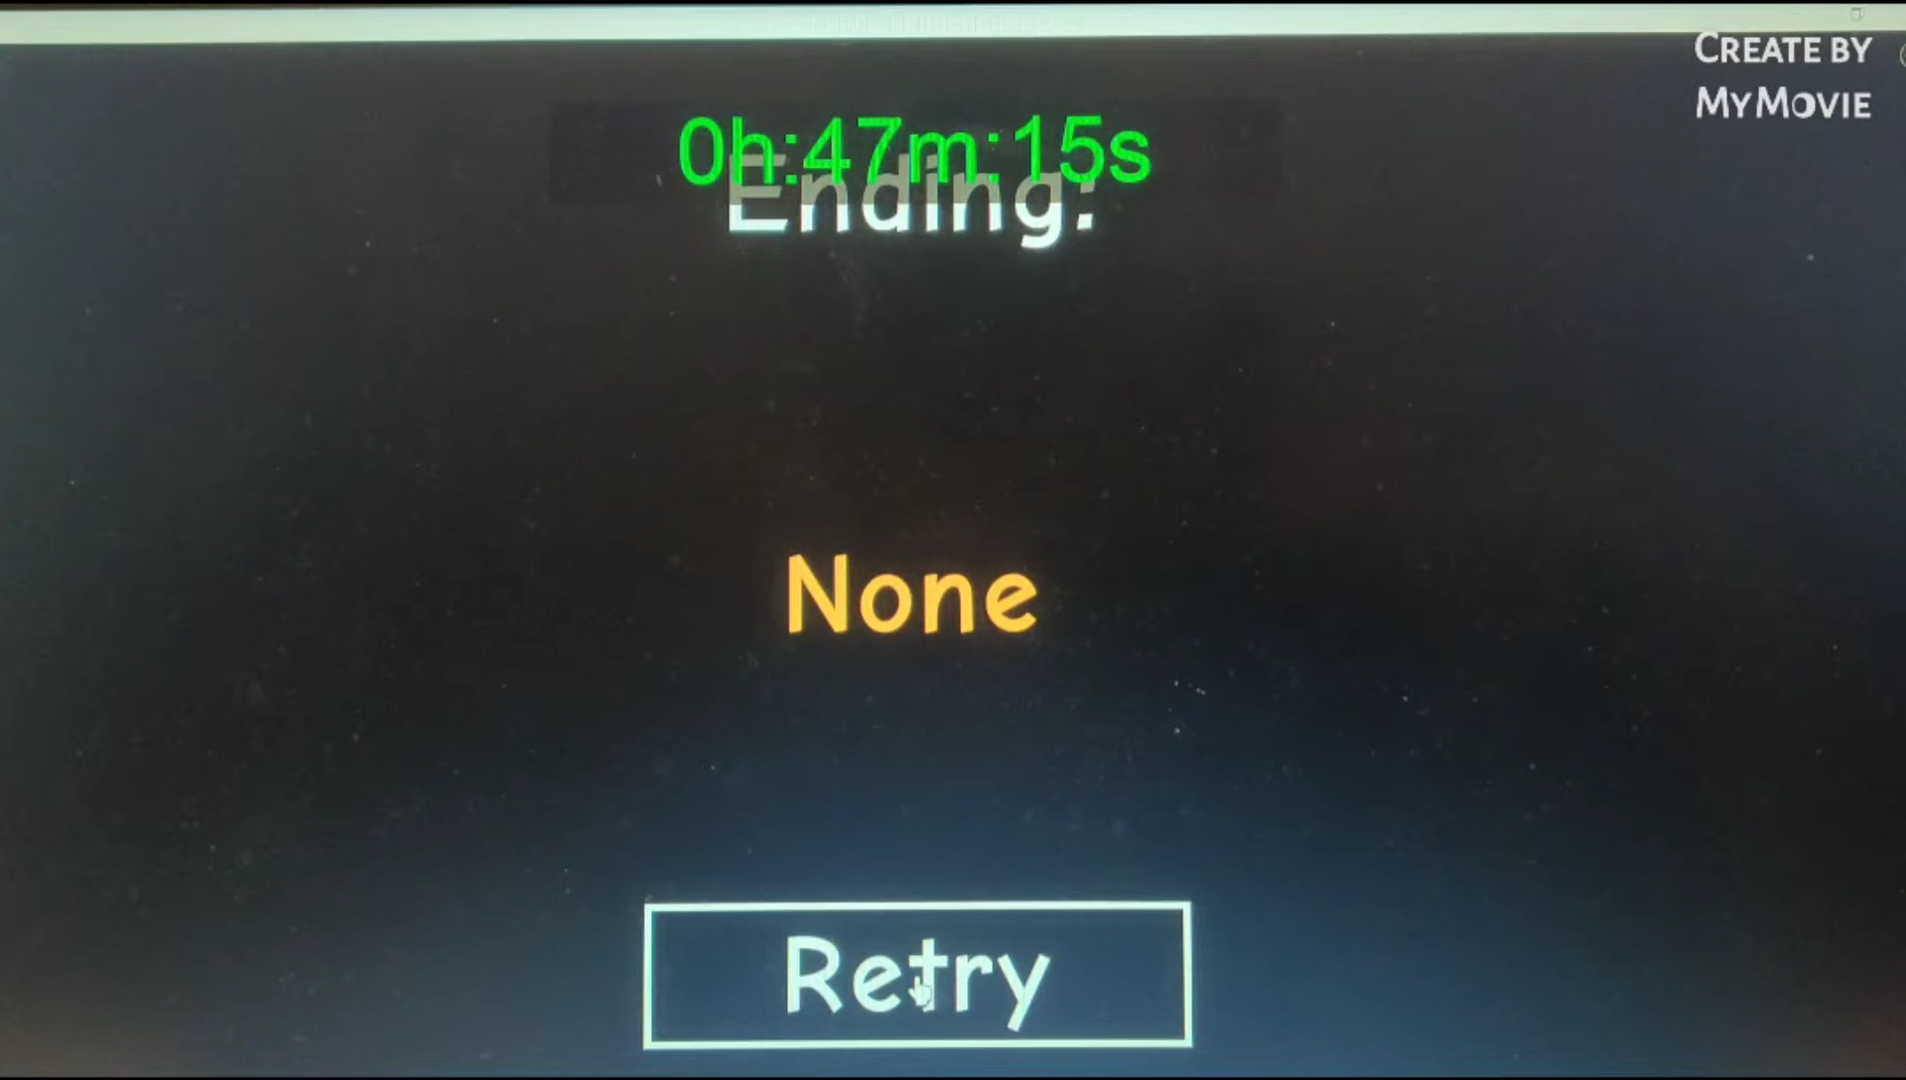 CREATE BY
MYMOVIE
0h:47m:15s
Ending:
None
Retry